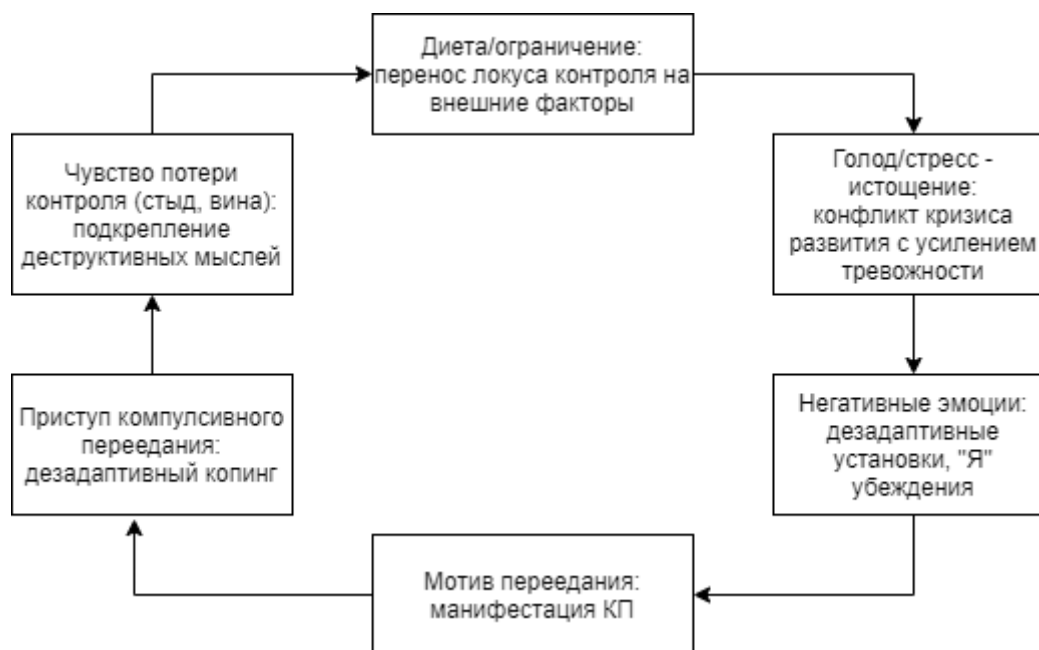 Диета/ограничение:
перенос локуса контроля на
внешние факторы
Голод/стресс -
истощение:
конфликт кризиса
развития с усилением
тревожности
Негативные эмоции:
дезадаптивные
установки, "Я"
убеждения
Мотив переедания:
манифестация КП
Приступ компулсивного
переедания:
дезадаптивный копинг
Чувство потери
контроля (стыд, вина):
подкрепление
деструктивных мыслей